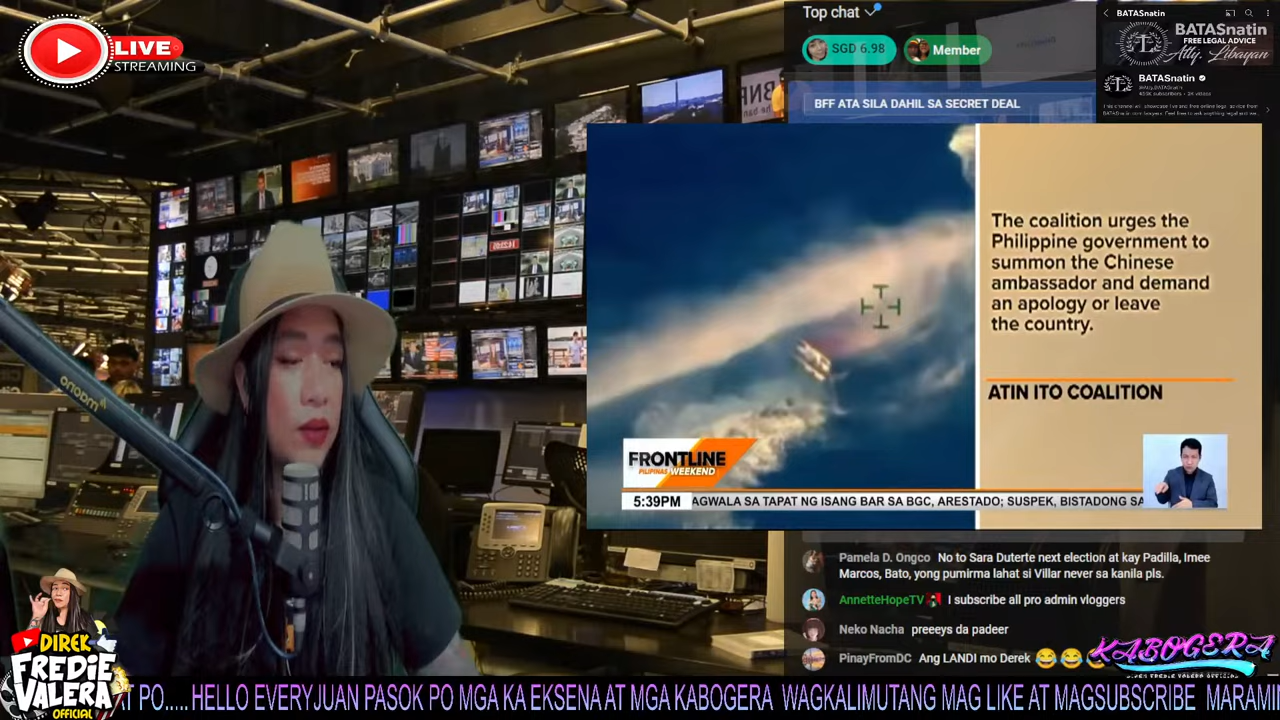 LIVE
STREAMING
Top chat
SGD 6.98
Member
BFF ATA SILA DAHIL SA SECRET DEAL
BATASnatin
BATASnatin
FREE LEGAL ADVICE
Atty. Libayan
BATASnatin
The coalition urges the
Philippine government to
summon the Chinese
ambassador and demand
an apology or leave
the country.
ATIN ITO COALITION
FRONTLINE
PILIPINAS WEEKEND
5:39PM
AGWALA SA TAPAT NG ISANG BAR SA BGC, ARESTADO; SUSPEK, BISTADONG SA
maono
Pamela D. Ongco No to Sara Duterte next election at kay Padilla, Imee
Marcos, Bato, yong pumirma lahat si Villar never sa kanila pls.
AnnetteHopeTV I subscribe all pro admin vloggers
Neko Nacha preeeys da padeer
PinayFromDC Ang LANDI mo Derek 😂😂
KABOGERA
DIREK
FREDIE
VALERA
OFFICIAL
AT PO..... HELLO EVERYJUAN PASOK PO MGA KA EKSENA AT MGA KABOGERA WAGKALIMUTANG MAG LIKE AT MAGSUBSCRIBE MARAMI